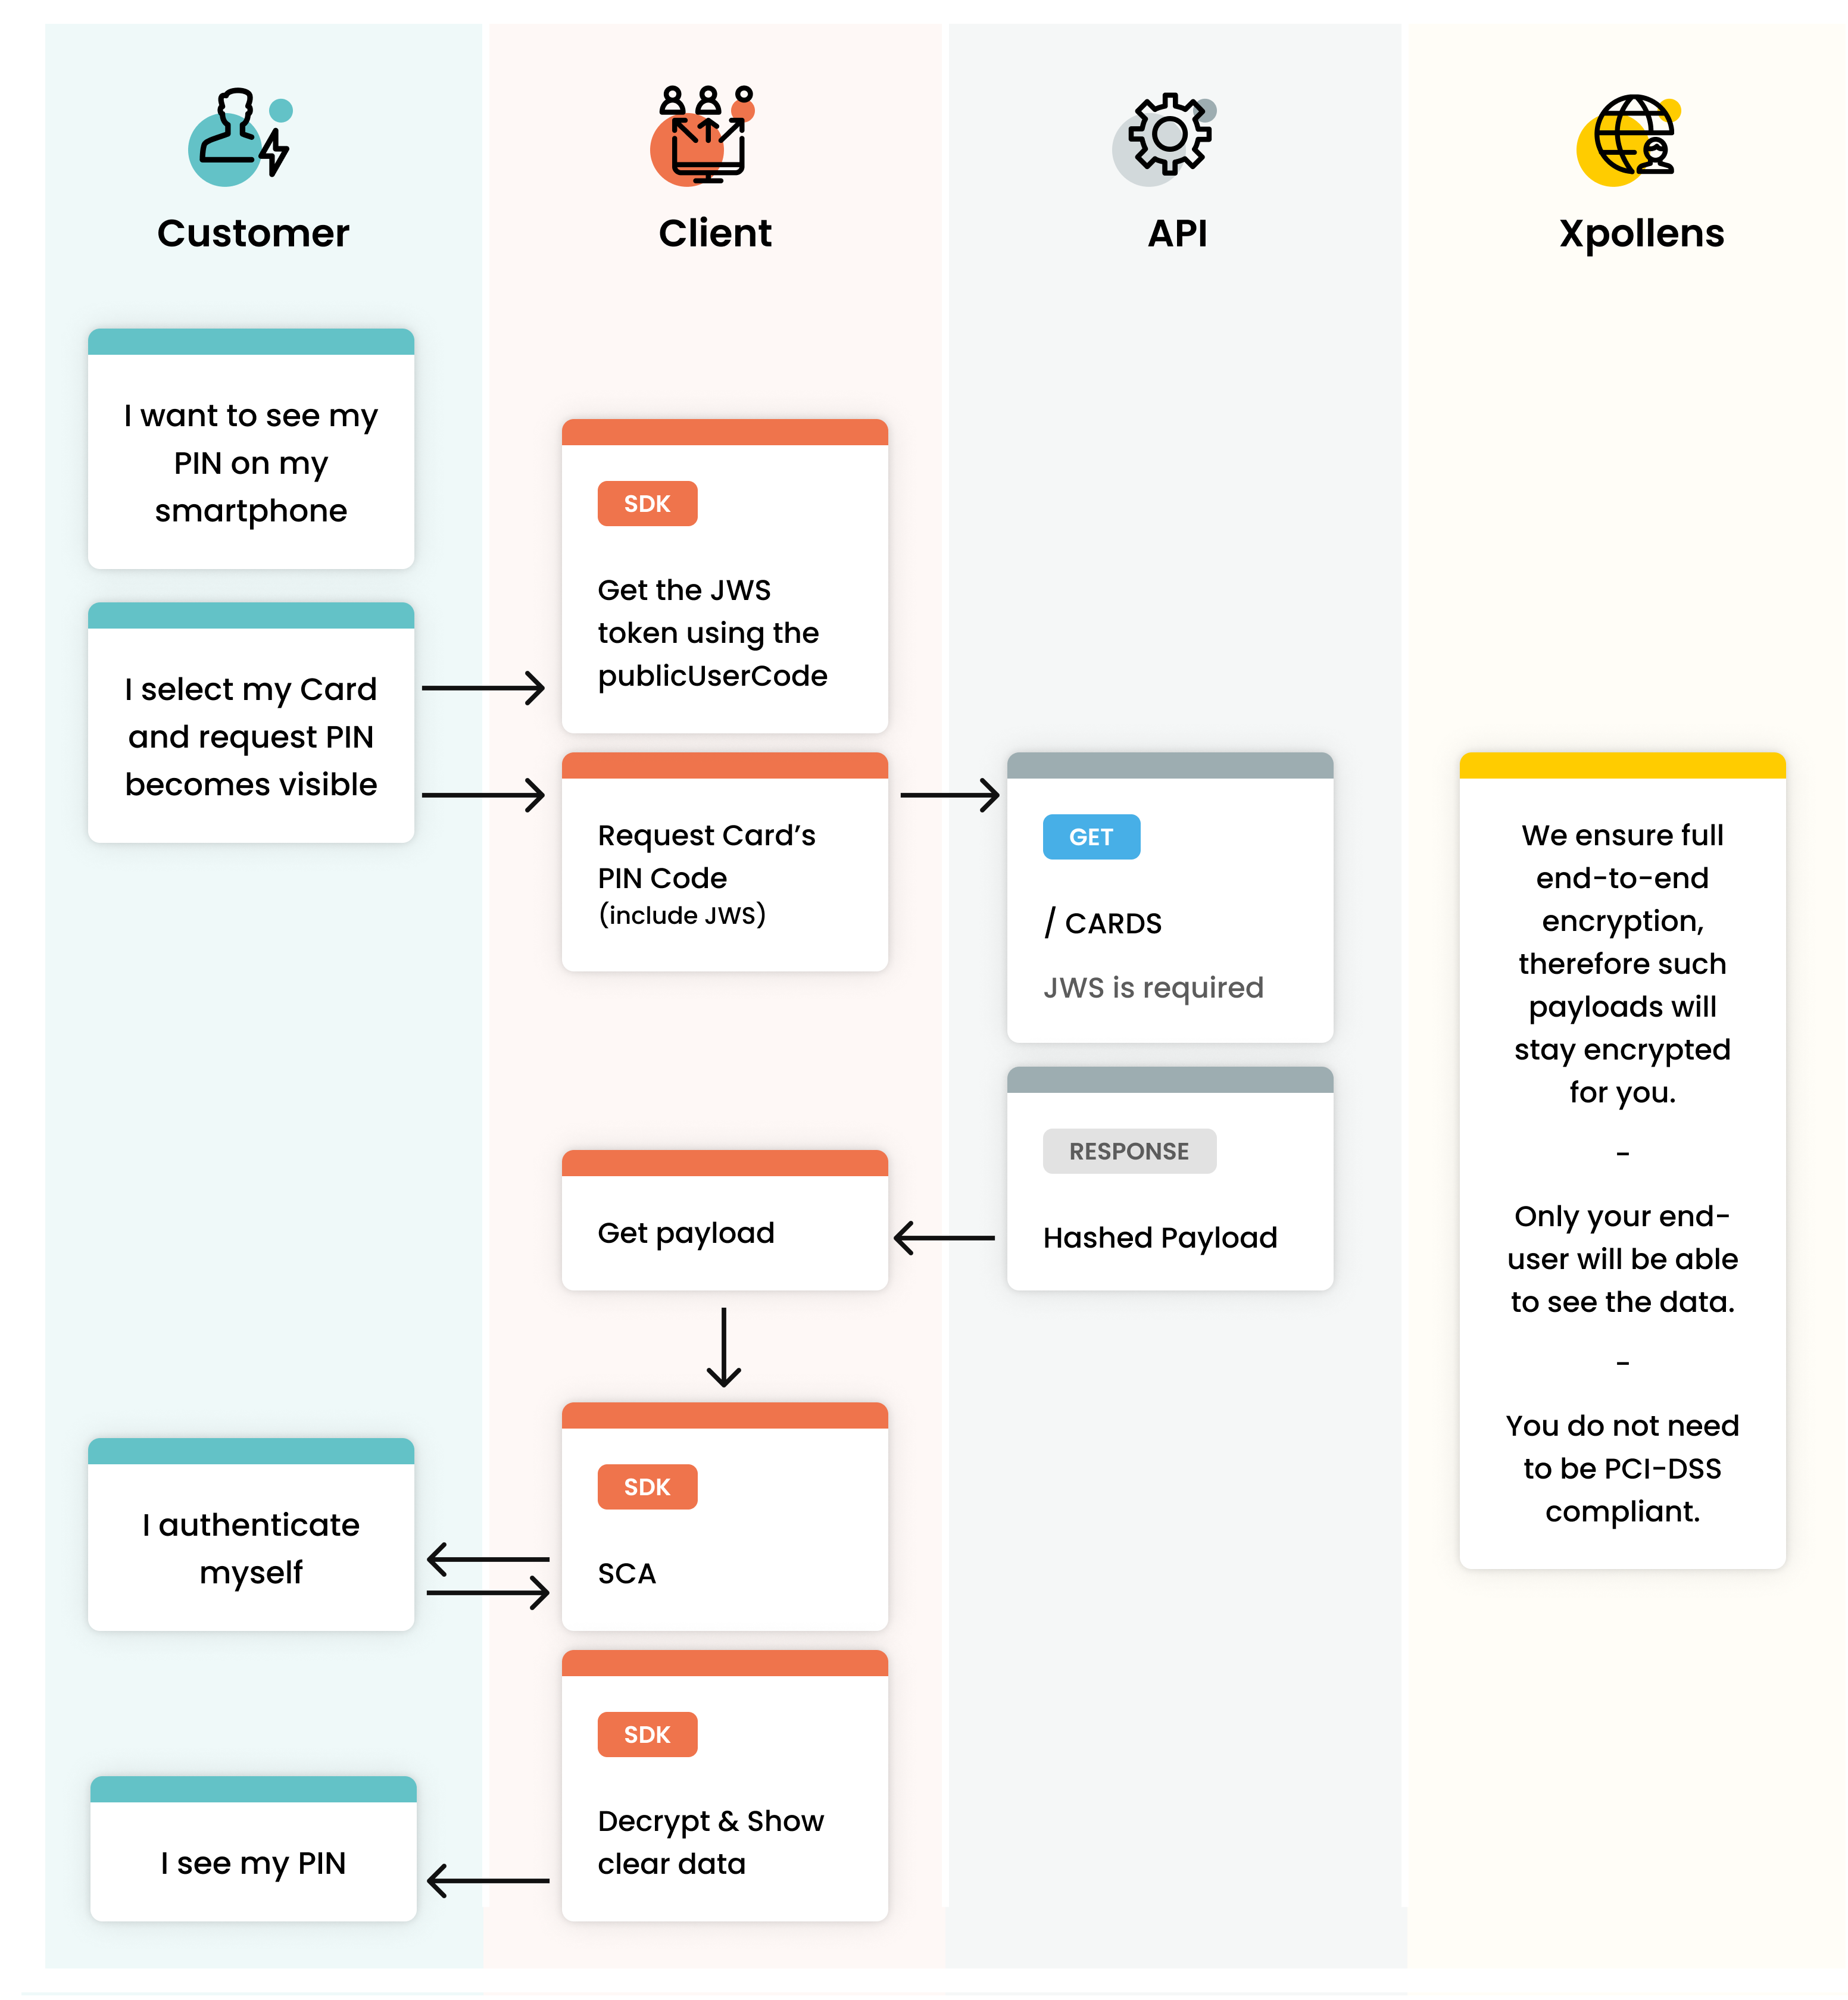 Customer
Client
API
Xpollens
I want to see my
PIN on my
smartphone
SDK
Get the JWS
token using the
publicUserCode
I select my Card
and request PIN
becomes visible
Request Card’s
PIN Code
(include JWS)
GET
/ CARDS
JWS is required
We ensure full
end-to-end
encryption,
therefore such
payloads will
stay encrypted
for you.
-
Only your end-
user will be able
to see the data.
-
You do not need
to be PCI-DSS
compliant.
RESPONSE
Hashed Payload
Get payload
SDK
SCA
I authenticate
myself
SDK
Decrypt & Show
clear data
I see my PIN